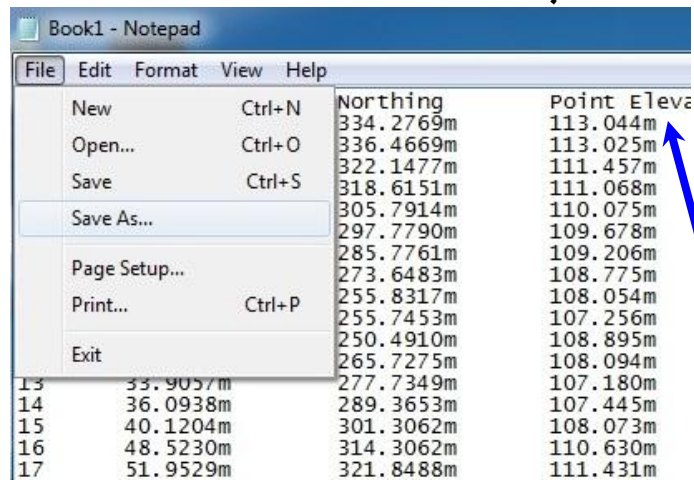 Book1 - Notepad
File Edit Format View Help
New Ctrl+N
Open... Ctrl+O
Save Ctrl+S
Save As...
Page Setup...
Print... Ctrl+P
Exit
Northing Point Eleva
334.2769m 113.044m
336.4669m 113.025m
322.1477m 111.457m
318.6151m 111.068m
305.7914m 110.075m
297.7790m 109.678m
285.7761m 109.206m
273.6483m 108.775m
255.8317m 108.054m
255.7453m 107.256m
250.4910m 108.895m
265.7275m 108.094m
13 33.9057m 277.7349m 107.180m
14 36.0938m 289.3653m 107.445m
15 40.1204m 301.3062m 108.073m
16 48.5230m 314.3062m 110.630m
17 51.9529m 321.8488m 111.431m